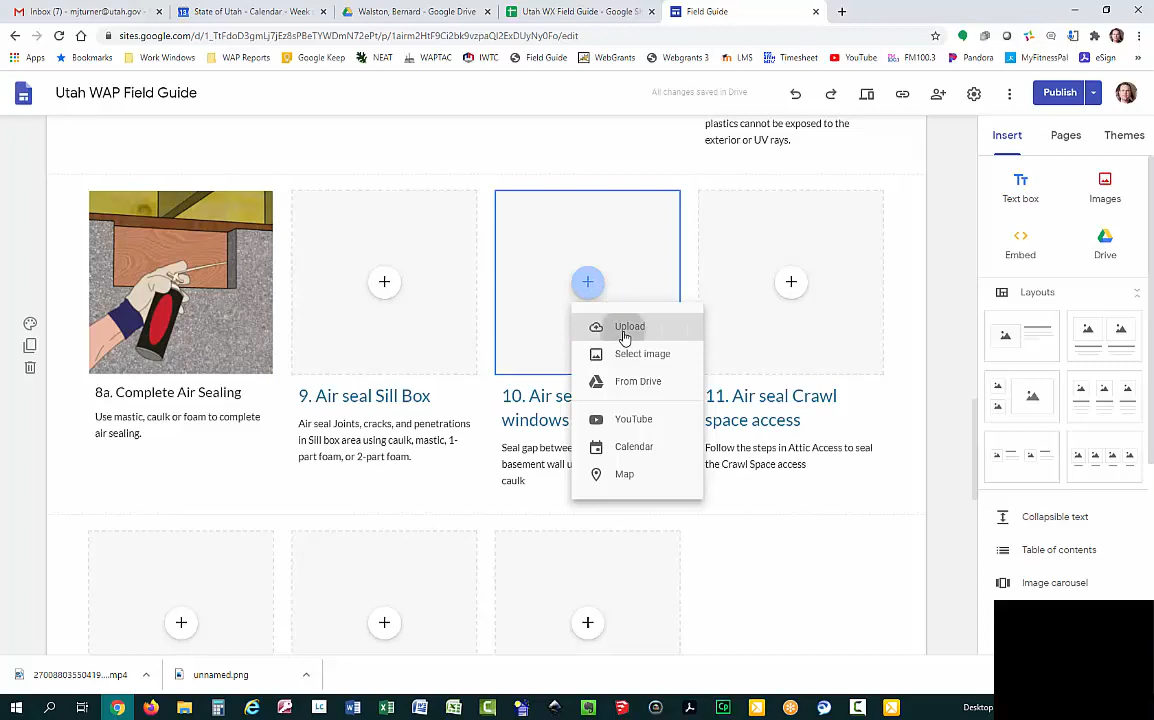 Inbox (7) - mjturner@utah.gov -
State of Utah - Calendar - Week o
Walston, Bernard - Google Drive
Utah WX Field Guide - Google Sh
Field Guide
sites.google.com/d/1_TtFdoD3gmLj7jEz8sPBeTYWDmN72ePt/p/1airm2HtF9Ci2bk9vzpaQJ2ExDUyNy0Fo/edit
Apps
Bookmarks
Work Windows
WAP Reports
Google Keep
NEAT
WAPTAC
IWTC
Field Guide
WebGrants
Webgrants 3
LMS
Timesheet
YouTube
FM100.3
Pandora
MyFitnessPal
eSign
Utah WAP Field Guide
All changes saved in Drive
Publish
plastics cannot be exposed to the
exterior or UV rays.
Insert
Pages
Themes
Text box
Images
Embed
Drive
Layouts
Collapsible text
Table of contents
Image carousel
8a. Complete Air Sealing
Use mastic, caulk or foam to complete
air sealing.
9. Air seal Sill Box
Air seal Joints, cracks, and penetrations
in Sill box area using caulk, mastic, 1-
part foam, or 2-part foam.
10. Air se
windows
Seal gap between
basement wall u
caulk
Upload
Select image
From Drive
YouTube
Calendar
Map
11. Air seal Crawl
space access
Follow the steps in Attic Access to seal
the Crawl Space access
27008803550419....mp4
unnamed.png
Desktop